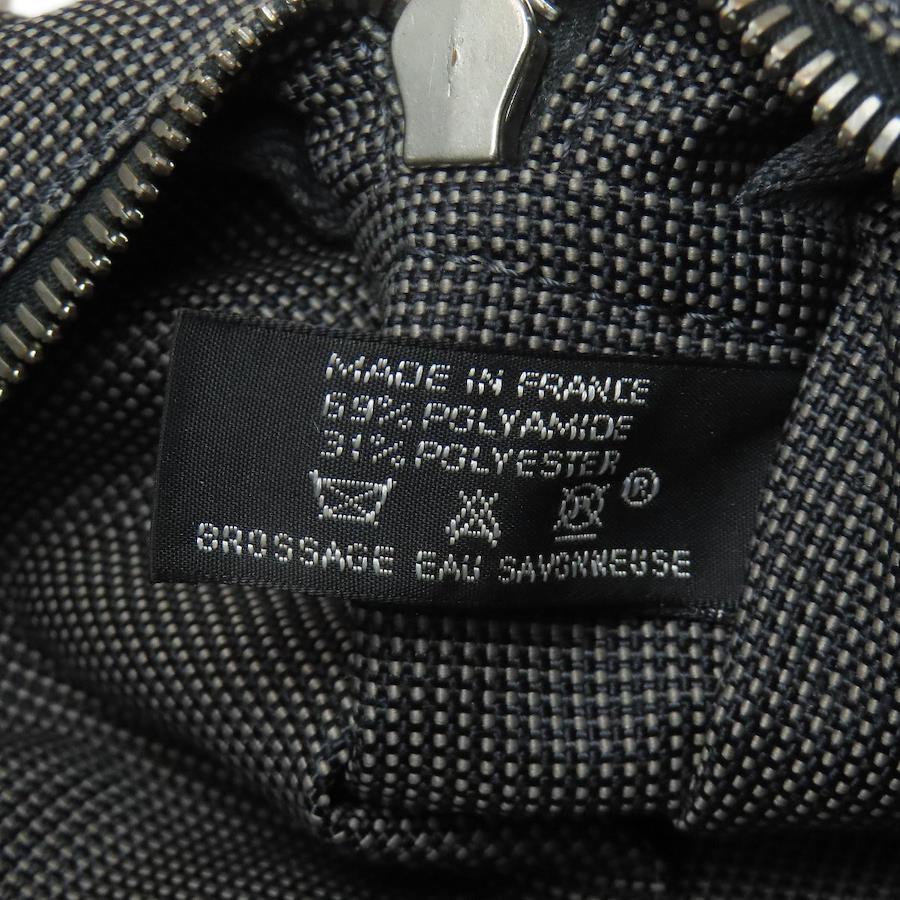 MADE IN FRANCE
69% POLYAMIDE
31% POLYESTER
®
BROSSAGE EAU SAVONNEUSE